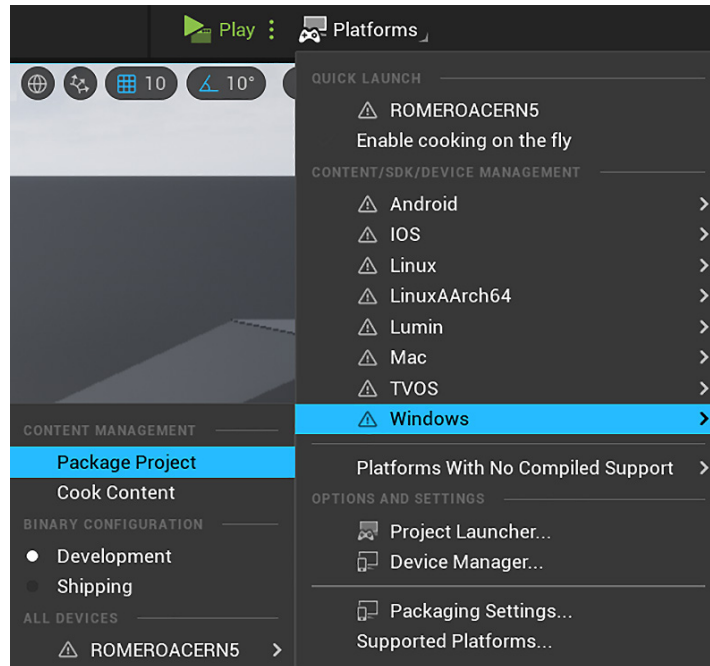 Play Platforms
10 10°
QUICK LAUNCH
ROMEROACERN5
Enable cooking on the fly
CONTENT/SDK/DEVICE MANAGEMENT
Android
IOS
Linux
LinuxAArch64
Lumin
Mac
TVOS
Windows
Platforms With No Compiled Support
OPTIONS AND SETTINGS
Project Launcher...
Device Manager...
Packaging Settings...
Supported Platforms...
CONTENT MANAGEMENT
Package Project
Cook Content
BINARY CONFIGURATION
Development
Shipping
ALL DEVICES
ROMEROACERN5